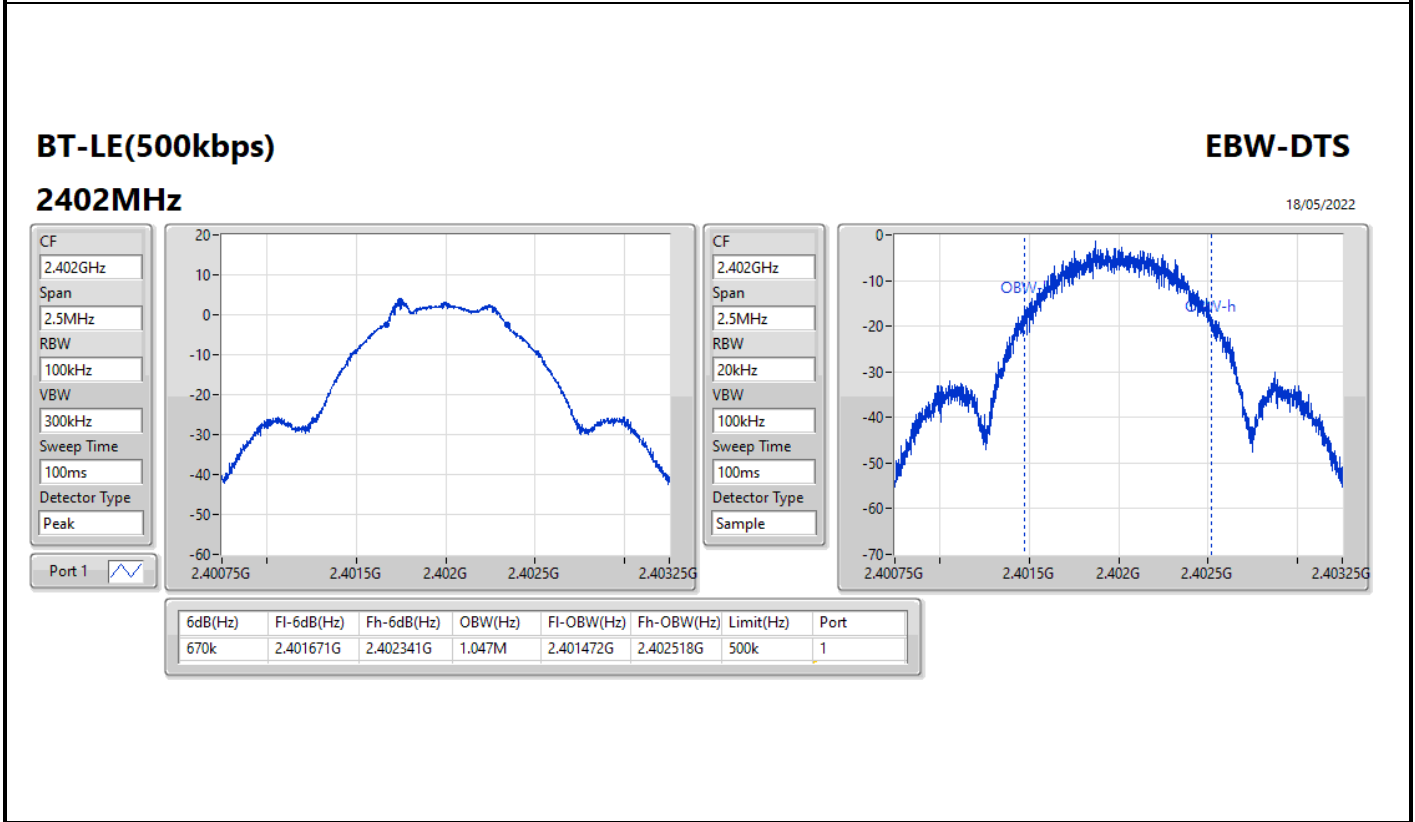 BT-LE(500kbps)
EBW-DTS
2402MHz
18/05/2022
CF
2.402GHz
Span
2.5MHz
RBW
100kHz
VBW
300kHz
Sweep Time
100ms
Detector Type
Peak
Port 1
20
10
0
-10
-20
-30
-40
-50
-60
2.40075G 2.4015G 2.402G 2.4025G 2.40325G
CF
2.402GHz
Span
2.5MHz
RBW
20kHz
VBW
100kHz
Sweep Time
100ms
Detector Type
Sample
0
-10
-20
-30
-40
-50
-60
-70
OBW-
OBW-h
2.40075G 2.4015G 2.402G 2.4025G 2.40325G
6dB(Hz) Fl-6dB(Hz) Fh-6dB(Hz) OBW(Hz) Fl-OBW(Hz) Fh-OBW(Hz) Limit(Hz) Port
670k 2.401671G 2.402341G 1.047M 2.401472G 2.402518G 500k 1